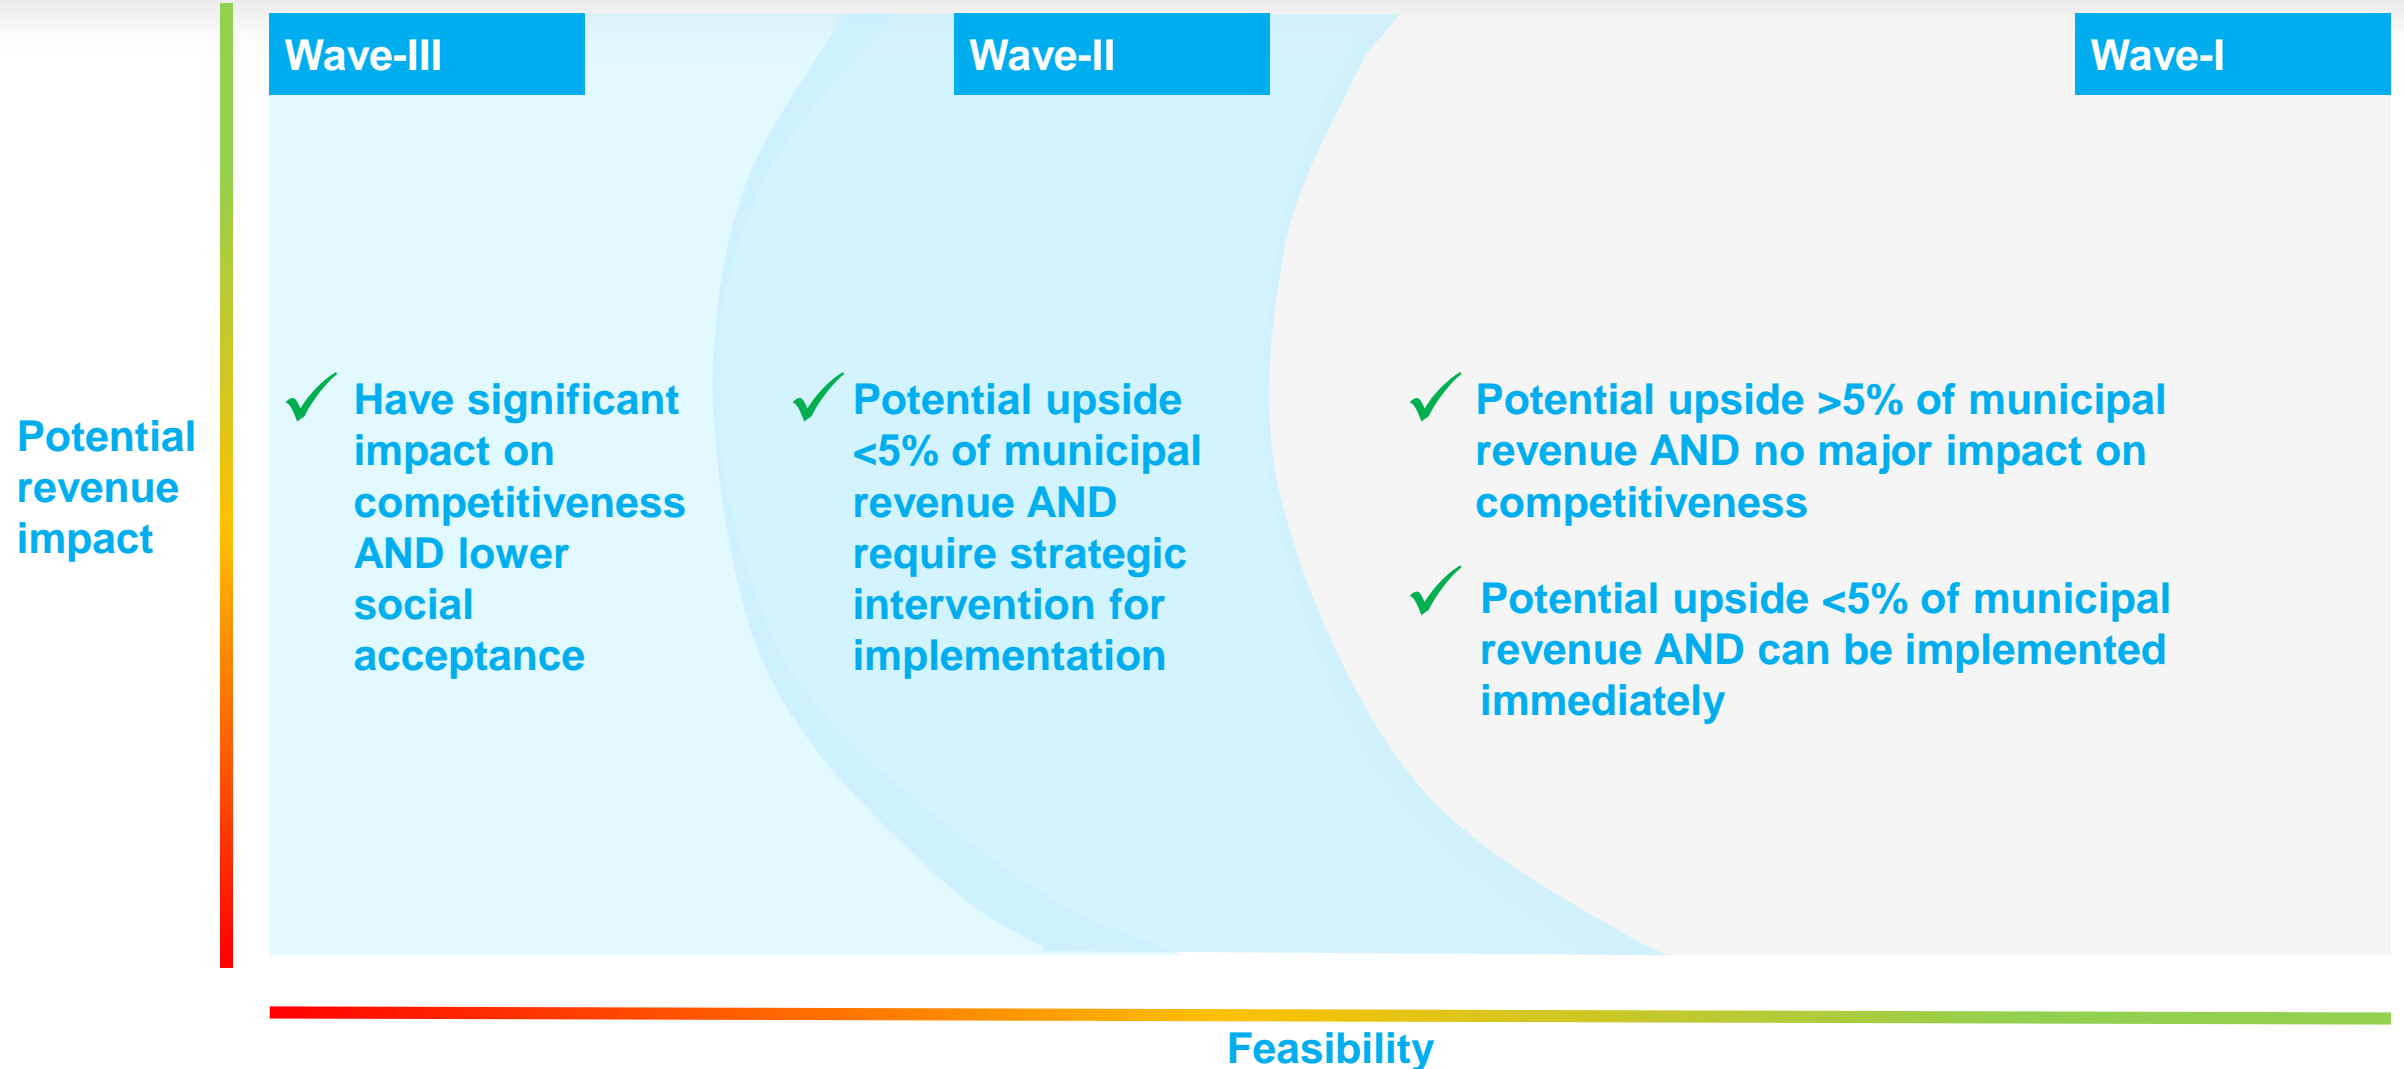 Wave-III
Wave-II
Wave-I
Potential
revenue
impact
Have significant
impact on
competitiveness
AND lower
social
acceptance
Potential upside
<5% of municipal
revenue AND
require strategic
intervention for
implementation
Potential upside >5% of municipal
revenue AND no major impact on
competitiveness
Potential upside <5% of municipal
revenue AND can be implemented
immediately
Feasibility